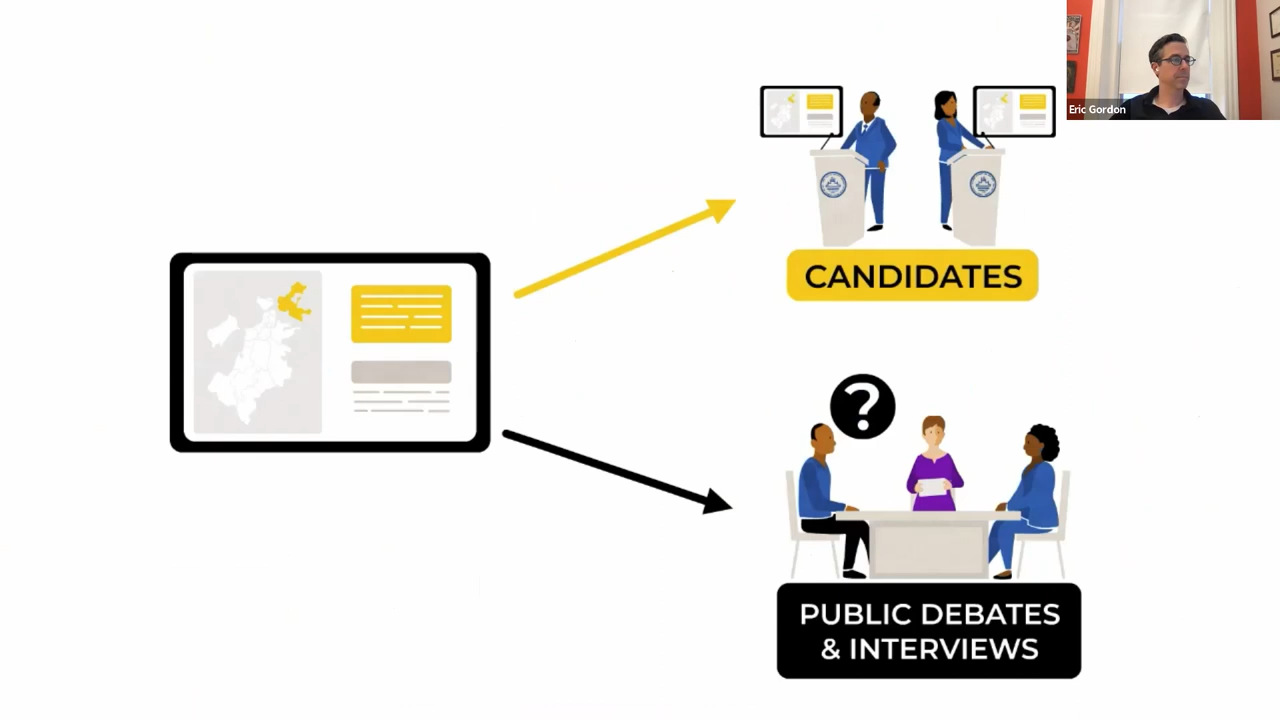 Eric Gordon
CANDIDATES
?
PUBLIC DEBATES
& INTERVIEWS